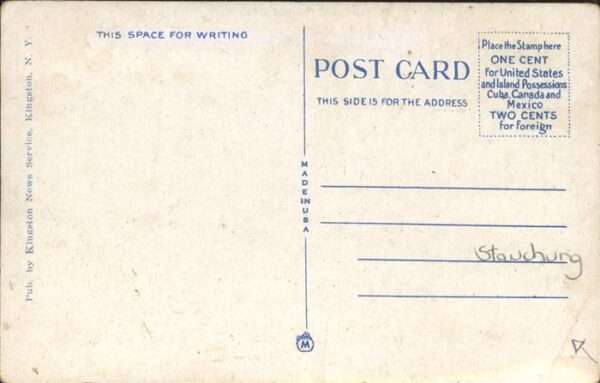 THIS SPACE FOR WRITING
Pub. by Kingston News Service, Kingston, N. Y.
MADE IN USA
M
POST CARD
THIS SIDE IS FOR THE ADDRESS
Place the Stamp here
ONE CENT
For United States
and Island Possessions
Cuba, Canada and
Mexico
TWO CENTS
for Foreign
Stauchung